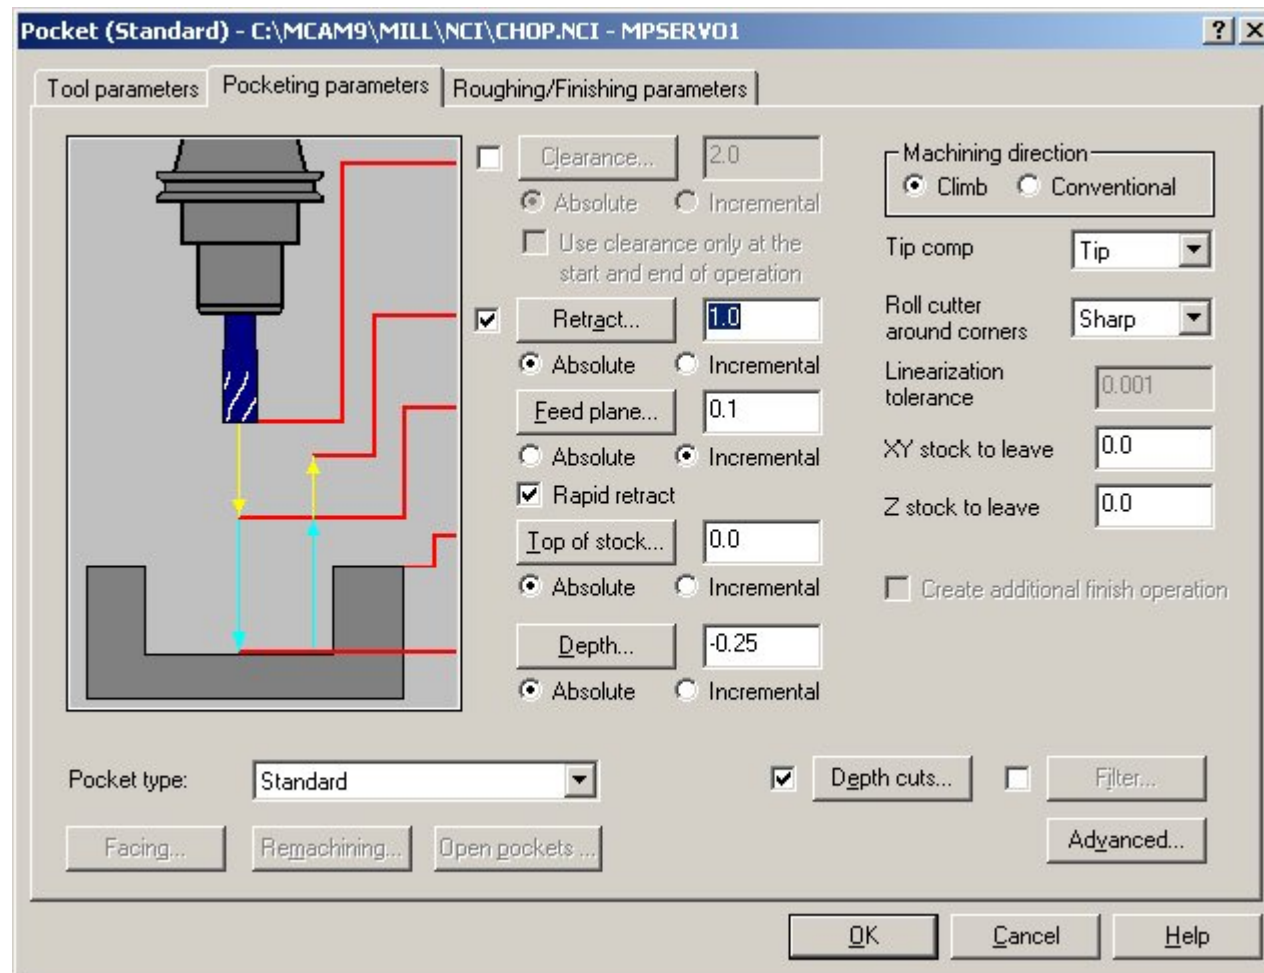 Pocket (Standard) - C:\MCAM9\MILL\NCI\CHOP.NCI - MPSERVO1
Tool parameters
Pocketing parameters
Roughing/Finishing parameters
Clearance...
2.0
Absolute
Incremental
Use clearance only at the
start and end of operation
Retract...
1.0
Absolute
Incremental
Feed plane...
0.1
Absolute
Incremental
Rapid retract
Top of stock...
0.0
Absolute
Incremental
Depth...
-0.25
Absolute
Incremental
Machining direction
Climb
Conventional
Tip comp
Tip
Roll cutter
around corners
Sharp
Linearization
tolerance
0.001
XY stock to leave
0.0
Z stock to leave
0.0
Create additional finish operation
Pocket type:
Standard
Depth cuts...
Filter...
Facing...
Remachining...
Open pockets ...
Advanced...
OK
Cancel
Help